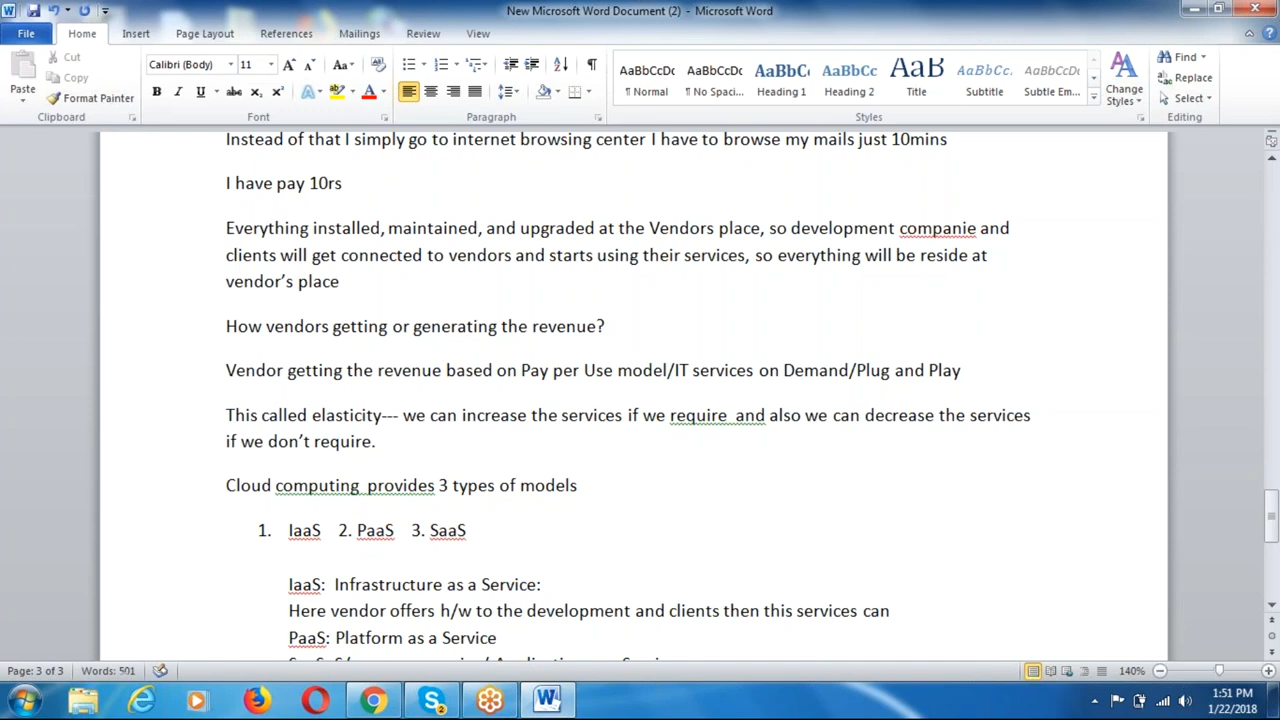 New Microsoft Word Document (2) - Microsoft Word
File Home Insert Page Layout References Mailings Review View
Cut
Copy
Format Painter
Paste
Clipboard
Calibri (Body) 11
Font
Paragraph
AaBbCcDc AaBbCcDc AaBbC AaBbCc AaB AaBbCc. AaBbCcDc
¶ Normal ¶ No Spaci... Heading 1 Heading 2 Title Subtitle Subtle Em...
Change Styles
Styles
Find
Replace
Select
Editing
Instead of that I simply go to internet browsing center I have to browse my mails just 10mins
I have pay 10rs
Everything installed, maintained, and upgraded at the Vendors place, so development companie and
clients will get connected to vendors and starts using their services, so everything will be reside at
vendor's place
How vendors getting or generating the revenue?
Vendor getting the revenue based on Pay per Use model/IT services on Demand/Plug and Play
This called elasticity--- we can increase the services if we require and also we can decrease the services
if we don't require.
Cloud computing provides 3 types of models
1. IaaS 2. PaaS 3. SaaS
IaaS: Infrastructure as a Service:
Here vendor offers h/w to the development and clients then this services can
PaaS: Platform as a Service
Page: 3 of 3 Words: 501 140%
1:51 PM
1/22/2018